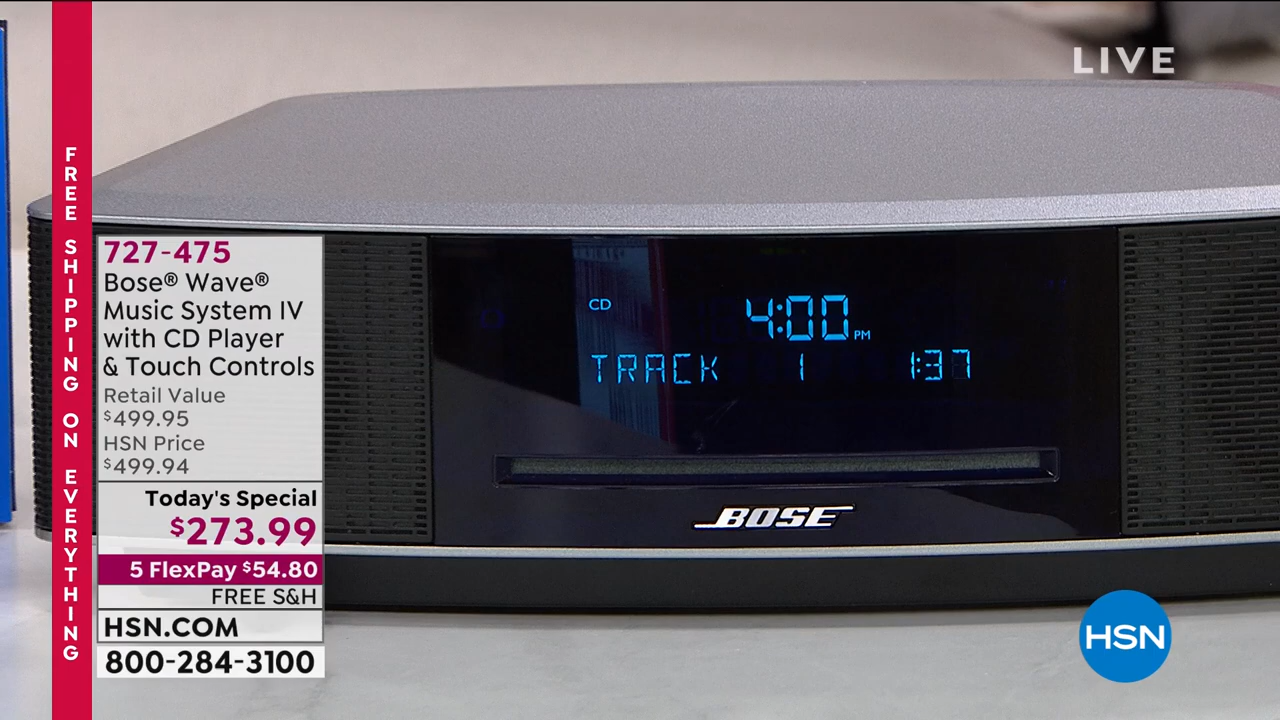 LIVE
FREE SHIPPING ON EVERYTHING
727-475
Bose® Wave®
Music System IV
with CD Player
& Touch Controls
Retail Value
$499.95
HSN Price
$499.94
Today's Special
$273.99
5 FlexPay $54.80
FREE S&H
HSN.COM
800-284-3100
CD 4:00 PM
TRACK 1 1:37
BOSE
HSN